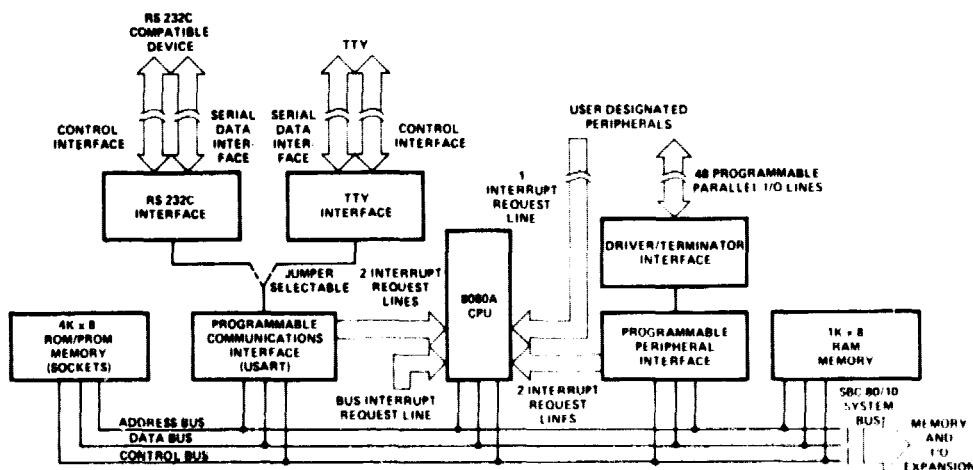 RS 232C
COMPATIBLE
DEVICE
TTY
CONTROL
INTERFACE
SERIAL
DATA
INTER-
FACE
SERIAL
DATA
INTER-
FACE
CONTROL
INTERFACE
USER DESIGNATED
PERIPHERALS
1
INTERRUPT
REQUEST
LINE
48 PROGRAMMABLE
PARALLEL I/O LINES
RS 232C
INTERFACE
TTY
INTERFACE
DRIVER/TERMINATOR
INTERFACE
JUMPER
SELECTABLE
2 INTERRUPT
REQUEST
LINES
8080A
CPU
4K x 8
ROM/PROM
MEMORY
(SOCKETS)
PROGRAMMABLE
COMMUNICATIONS
INTERFACE
(USART)
PROGRAMMABLE
PERIPHERAL
INTERFACE
1K x 8
RAM
MEMORY
BUS INTERRUPT
REQUEST LINE
2 INTERRUPT
REQUEST
LINES
SBC 80/10
SYSTEM
BUS
ADDRESS BUS
DATA BUS
CONTROL BUS
MEMORY
AND
I/O
EXPANSION